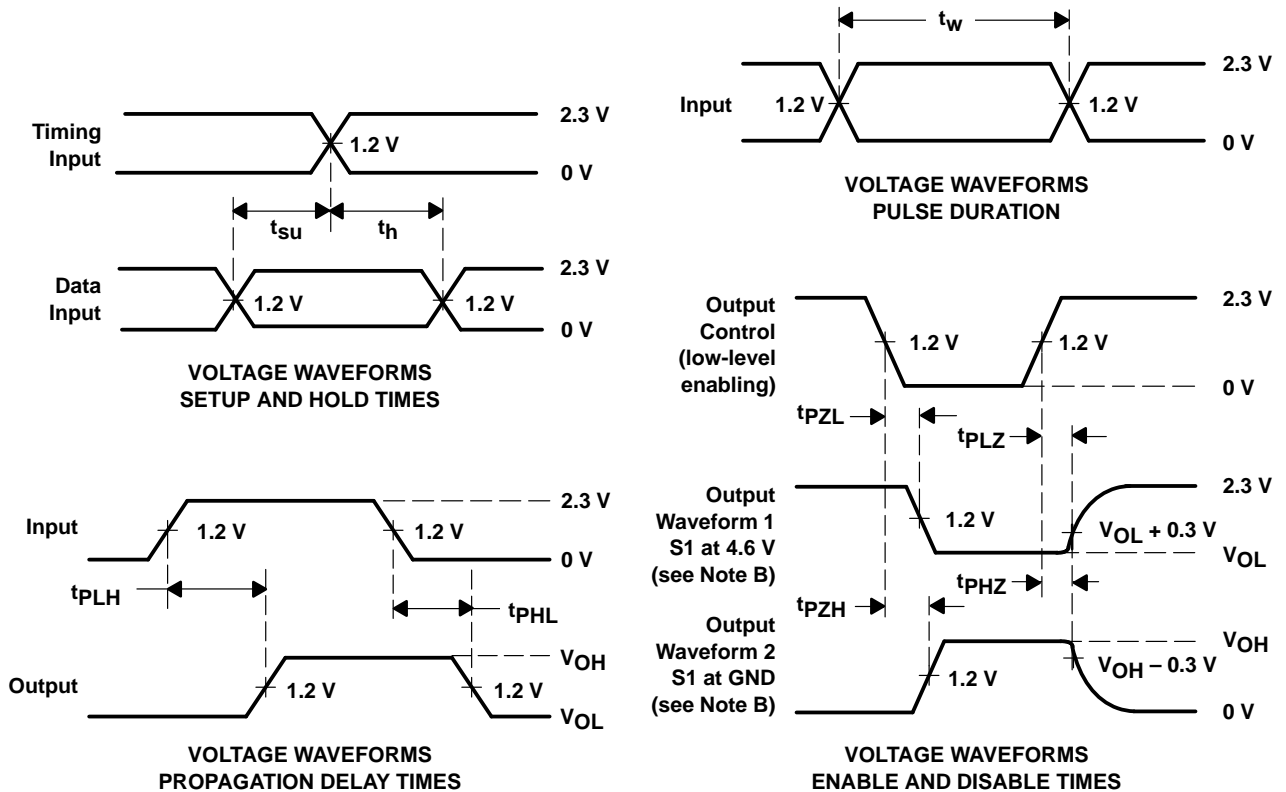 Timing
Input
2.3 V
1.2 V
0 V
tsu
th
Data
Input
2.3 V
1.2 V
1.2 V
0 V
VOLTAGE WAVEFORMS
SETUP AND HOLD TIMES
tw
Input
2.3 V
1.2 V
1.2 V
0 V
VOLTAGE WAVEFORMS
PULSE DURATION
Input
2.3 V
1.2 V
1.2 V
0 V
tPLH
tPHL
Output
VOH
1.2 V
1.2 V
VOL
VOLTAGE WAVEFORMS
PROPAGATION DELAY TIMES
Output
Control
(low-level
enabling)
2.3 V
1.2 V
1.2 V
0 V
tPZL
tPLZ
Output
Waveform 1
S1 at 4.6 V
(see Note B)
2.3 V
1.2 V
VOL + 0.3 V
VOL
tPHZ
tPZH
Output
Waveform 2
S1 at GND
(see Note B)
VOH
1.2 V
VOH – 0.3 V
0 V
VOLTAGE WAVEFORMS
ENABLE AND DISABLE TIMES